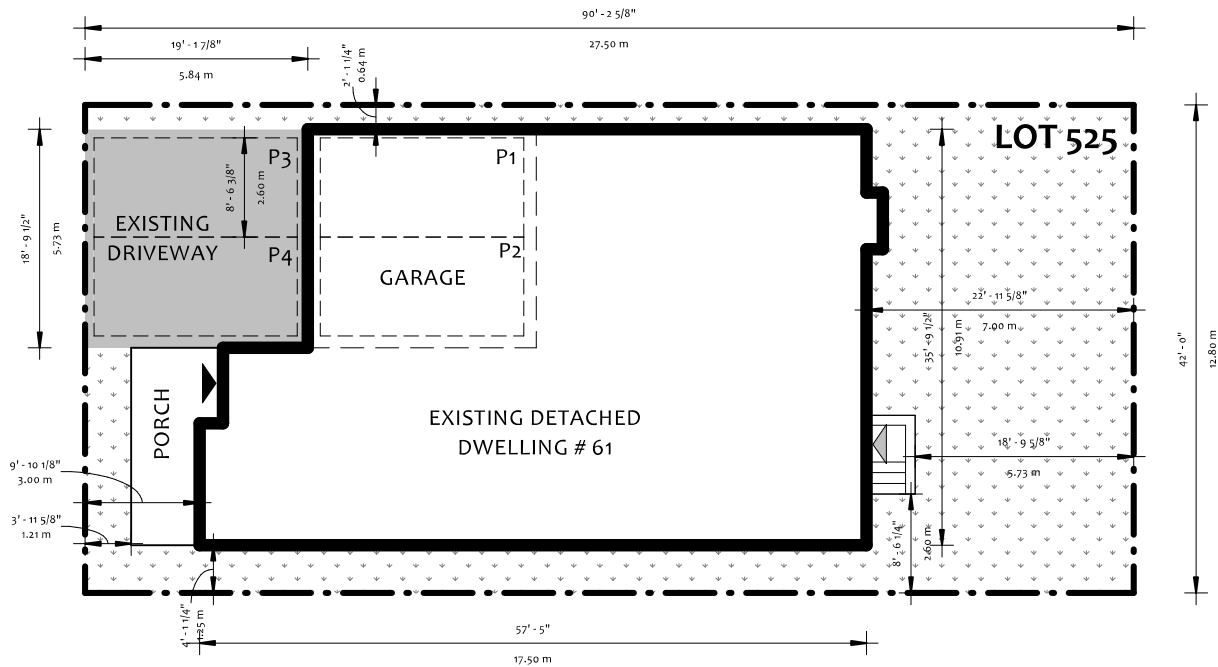 90' - 2 5/8"
27.50 m
19' - 1 7/8"
5.84 m
2' - 1 1/4"
0.64 m
LOT 525
P3
P1
8' - 6 3/8"
2.60 m
18' - 9 1/2"
5.73 m
EXISTING
DRIVEWAY
P4
P2
GARAGE
22' - 11 5/8"
7.00 m
35' - 9 1/2"
10.91 m
42' - 0"
12.80 m
PORCH
EXISTING DETACHED
DWELLING # 61
18' - 9 5/8"
5.73 m
9' - 10 1/8"
3.00 m
3' - 11 5/8"
1.21 m
8' - 6 1/4"
2.60 m
4' - 1 1/4"
1.25 m
57' - 5"
17.50 m